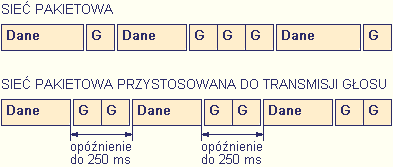 SIEĆ PAKIETOWA
Dane G Dane G G G Dane G
SIEĆ PAKIETOWA PRZYSTOSOWANA DO TRANSMISJI GŁOSU
Dane G G Dane G G Dane G G
opóźnienie opóźnienie
do 250 ms do 250 ms